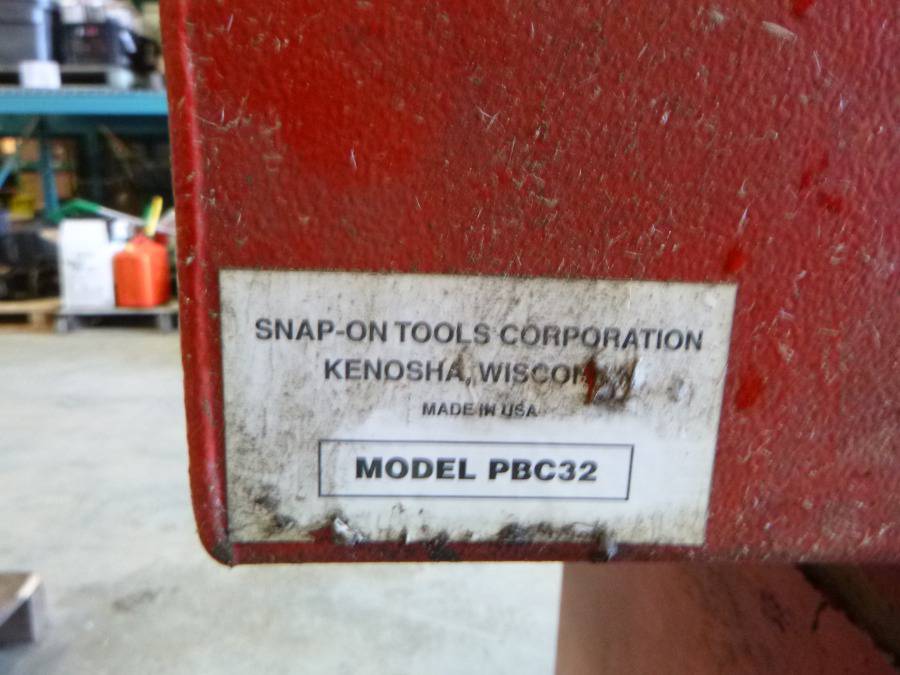 SNAP-ON TOOLS CORPORATION
KENOSHA,
MADE IN USA
MODEL PBC32